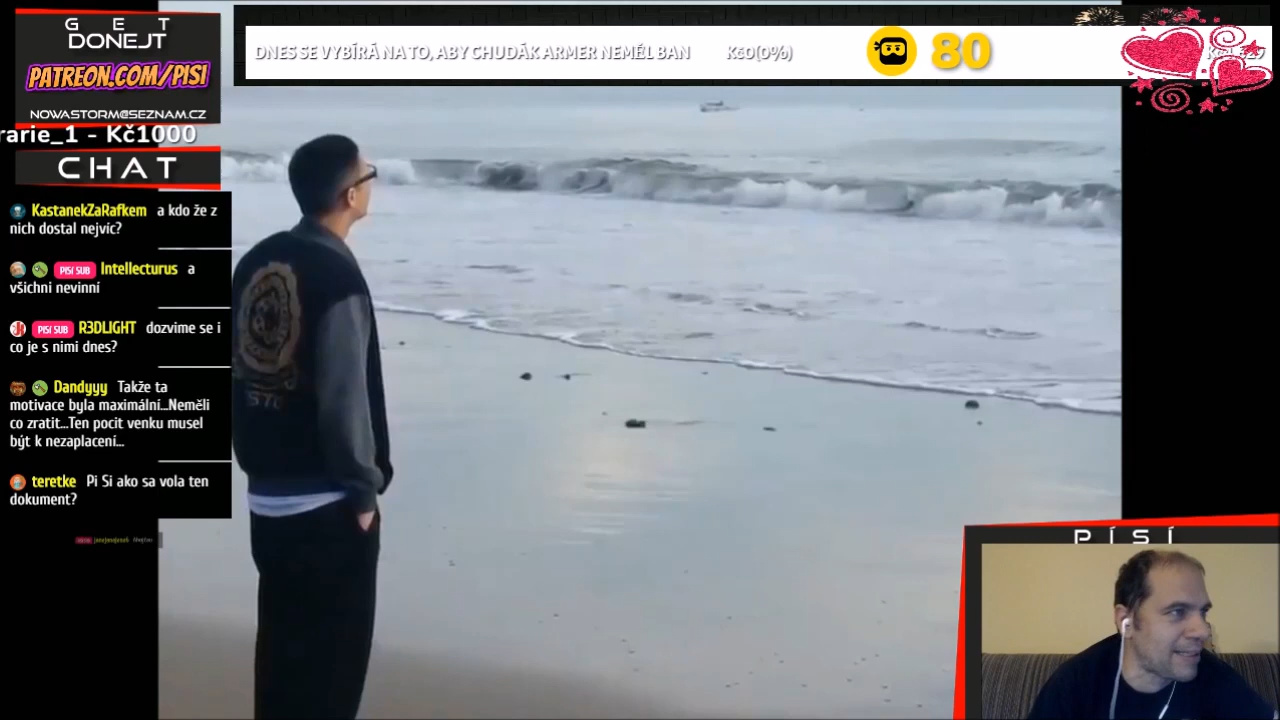 GET
DONEJT
PATREON.COM/PISI
NOWASTORM@SEZNAM.CZ
rarie_1 - Kč1000
CHAT
DNES SE VYBÍRÁ NA TO, ABY CHUDÁK ARMER NEMĚL BAN Kč0(0%)
80
KastanekZaRafkem a kdo že z
nich dostal nejvíc?
PISÍ SUB Intellecturus a
všichni nevinní
PISÍ SUB R3DLIGHT dozvime se i
co je s nimi dnes?
Dandyyy Takže ta
motivace byla maximální...Neměli
co zratit...Ten pocit venku musel
být k nezaplacení...
teretke Pi Si ako sa vola ten
dokument?
PÍSÍ